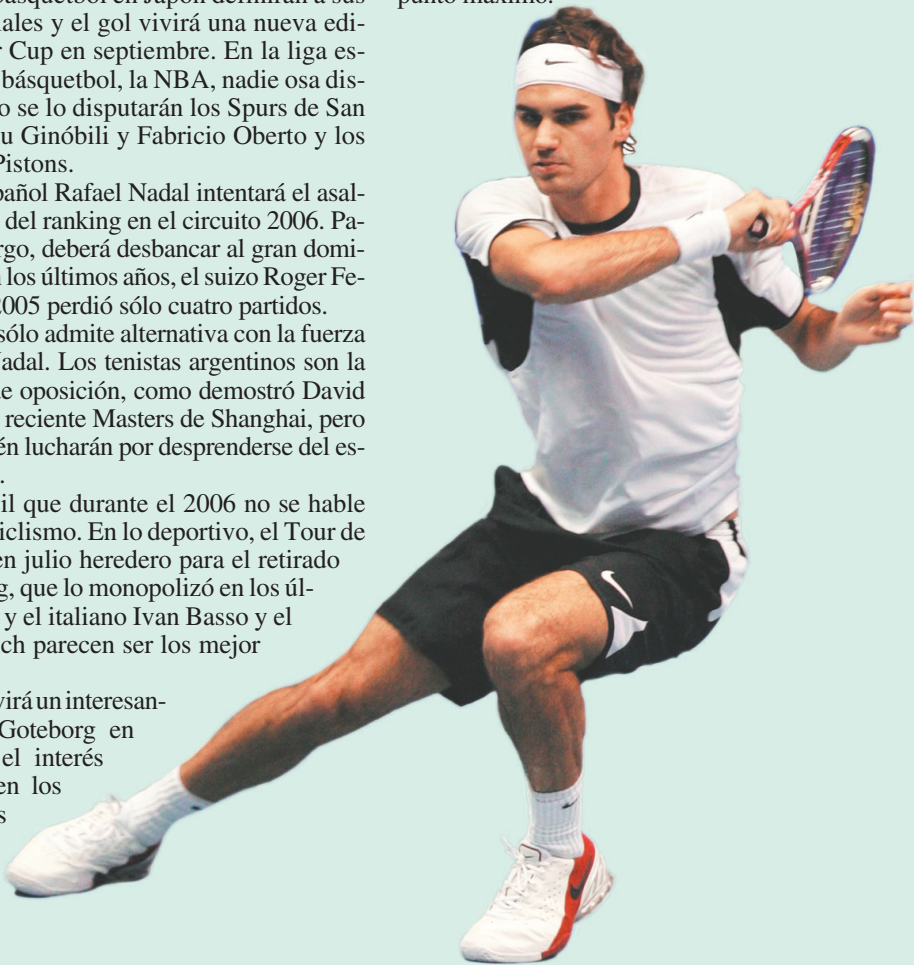 ales y el gol vivirá una nueva edi-
r Cup en septiembre. En la liga es-
básquetbol, la NBA, nadie osa dis-
o se lo disputarán los Spurs de San
u Ginóbili y Fabricio Oberto y los
Pistons.
pañol Rafael Nadal intentará el asal-
del ranking en el circuito 2006. Pa-
rgo, deberá desbancar al gran domi-
n los últimos años, el suizo Roger Fe-
2005 perdió sólo cuatro partidos.
sólo admite alternativa con la fuerza
Nadal. Los tenistas argentinos son la
e oposición, como demostró David
reciente Masters de Shanghai, pero
én lucharán por desprenderse del es-
.
il que durante el 2006 no se hable
iclismo. En lo deportivo, el Tour de
en julio heredero para el retirado
g, que lo monopolizó en los úl-
y el italiano Ivan Basso y el
ch parecen ser los mejor
virá un interesan-
Goteborg en
el interés
en los
s